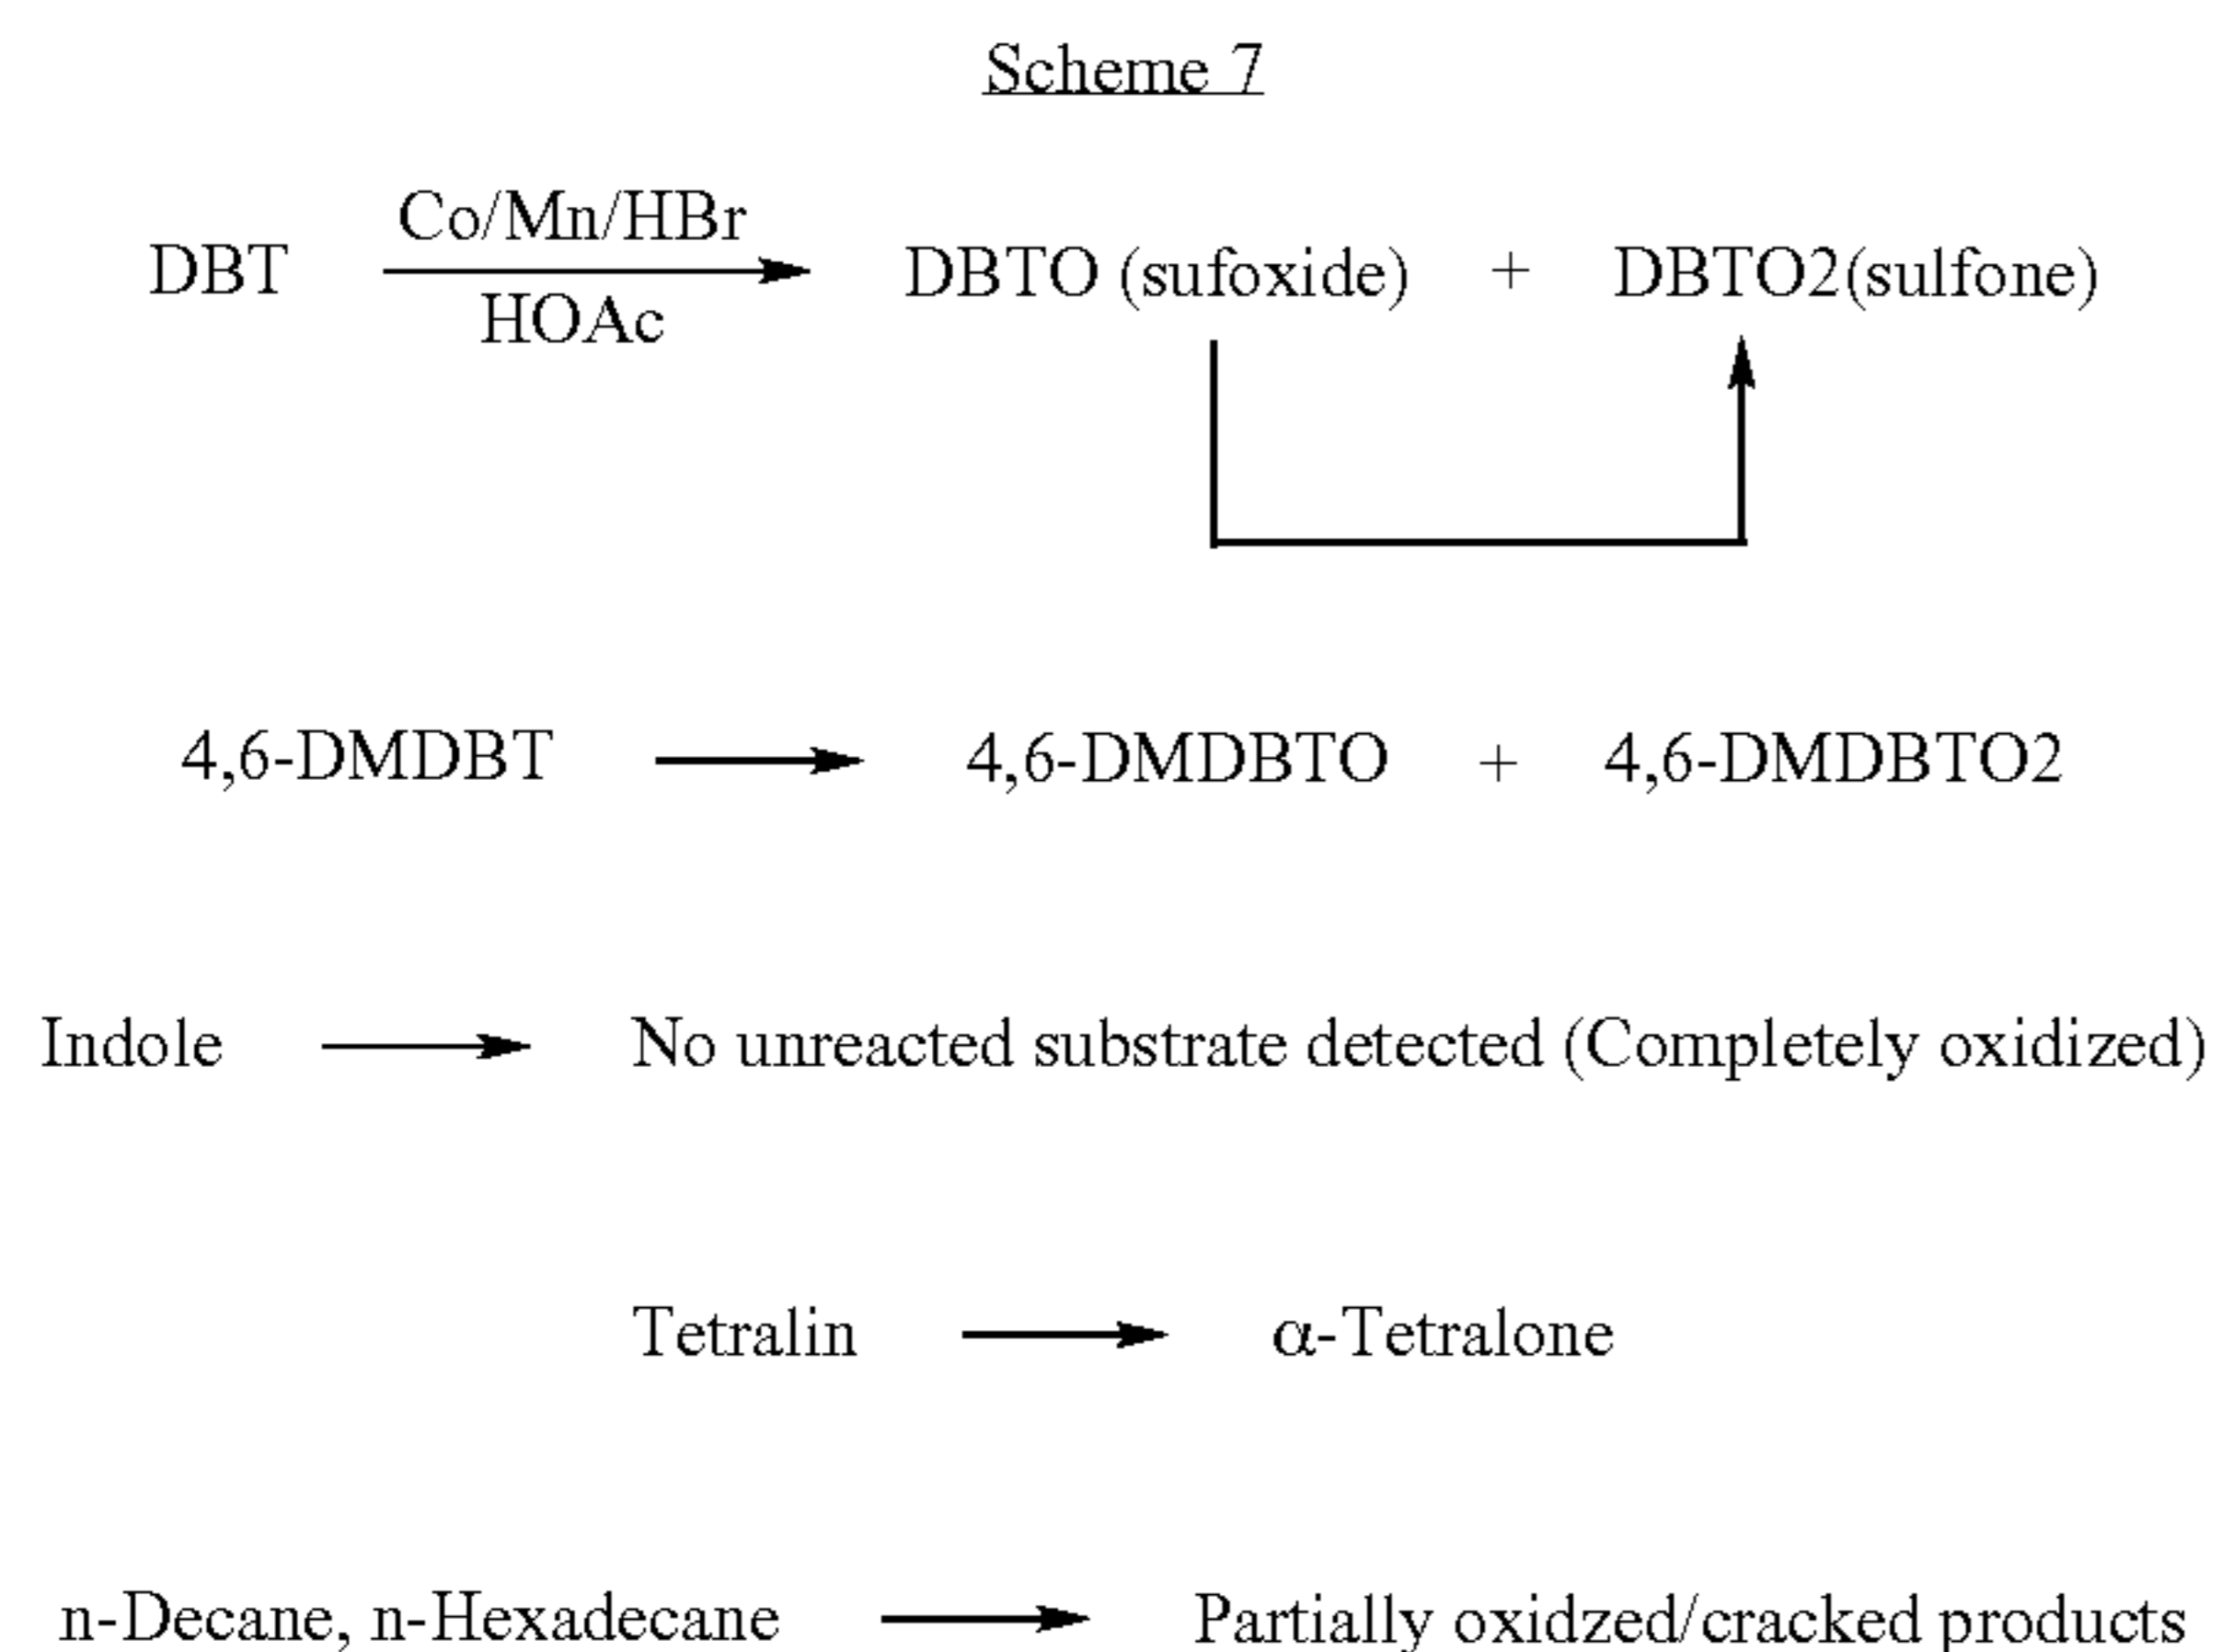 Scheme 7
Co/Mn/HBr
DBT DBTO (sufoxide) + DBTO2(sulfone)
HOAc
4,6-DMDBT 4,6-DMDBTO + 4,6-DMDBTO2
Indole No unreacted substrate detected (Completely oxidized)
Tetralin α-Tetralone
n-Decane, n-Hexadecane Partially oxidzed/cracked products